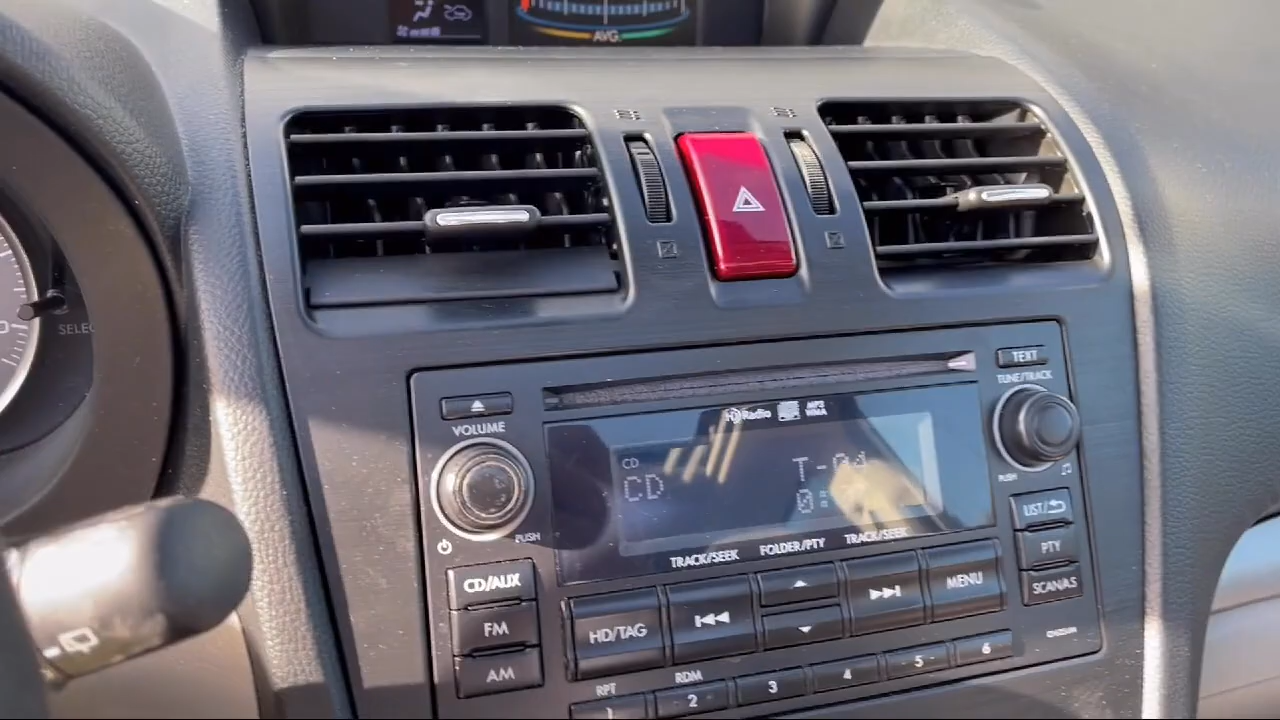 AVG.
SELEC
TEXT
TUNE/TRACK
VOLUME
HD Radio
MP3
WMA
CD
CD
T-04
PUSH
PUSH
LIST/
TRACK/SEEK
FOLDER/PTY
TRACK/SEEK
CD/AUX
PTY
MENU
SCAN/AS
FM
HD/TAG
AM
RPT
RDM
1
2
3
4
5
6